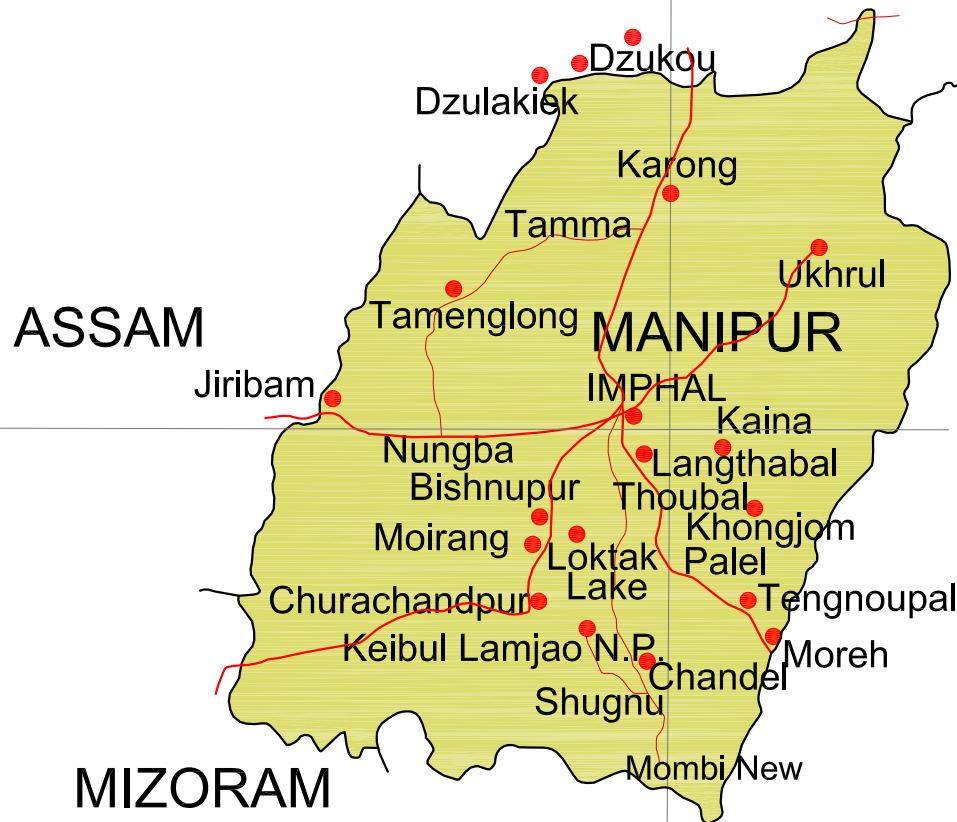 Dzukou
Dzulakiek
Karong
Tamma
Ukhrul
Tamenglong
ASSAM
MANIPUR
Jiribam
IMPHAL
Kaina
Nungba
Langthabal
Bishnupur
Thoubal
Khongjom
Moirang
Loktak
Lake
Palel
Churachandpur
Tengnoupal
Keibul Lamjao N.P.
Moreh
Chandel
Shugnu
Mombi New
MIZORAM